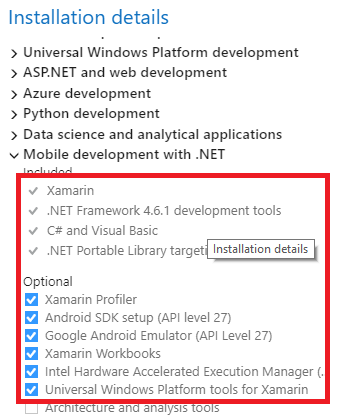 Installation details
Universal Windows Platform development
ASP.NET and web development
Azure development
Python development
Data science and analytical applications
Mobile development with .NET
Included
Xamarin
.NET Framework 4.6.1 development tools
C# and Visual Basic
.NET Portable Library targeti
Installation details
Optional
Xamarin Profiler
Android SDK setup (API level 27)
Google Android Emulator (API Level 27)
Xamarin Workbooks
Intel Hardware Accelerated Execution Manager (.
Universal Windows Platform tools for Xamarin
Architecture and analysis tools